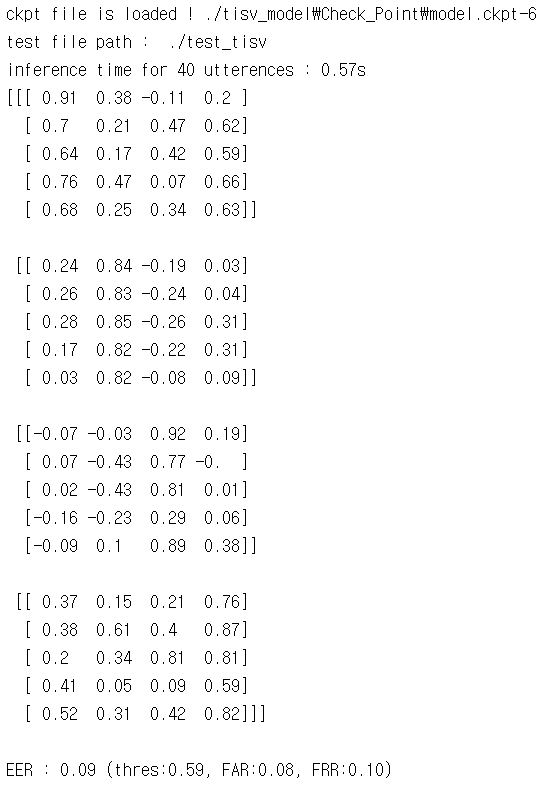 ckpt file is loaded ! ./tisv_model₩Check_Point₩model.ckpt-6
test file path :  ./test_tisv
inference time for 40 utterences : 0.57s
[[[ 0.91  0.38 -0.11  0.2 ]
  [ 0.7   0.21  0.47  0.62]
  [ 0.64  0.17  0.42  0.59]
  [ 0.76  0.47  0.07  0.66]
  [ 0.68  0.25  0.34  0.63]]
 [[ 0.24  0.84 -0.19  0.03]
  [ 0.26  0.83 -0.24  0.04]
  [ 0.28  0.85 -0.26  0.31]
  [ 0.17  0.82 -0.22  0.31]
  [ 0.03  0.82 -0.08  0.09]]
 [[-0.07 -0.03  0.92  0.19]
  [ 0.07 -0.43  0.77 -0.  ]
  [ 0.02 -0.43  0.81  0.01]
  [-0.16 -0.23  0.29  0.06]
  [-0.09  0.1   0.89  0.38]]
 [[ 0.37  0.15  0.21  0.76]
  [ 0.38  0.61  0.4   0.87]
  [ 0.2   0.34  0.81  0.81]
  [ 0.41  0.05  0.09  0.59]
  [ 0.52  0.31  0.42  0.82]]]
EER : 0.09 (thres:0.59, FAR:0.08, FRR:0.10)